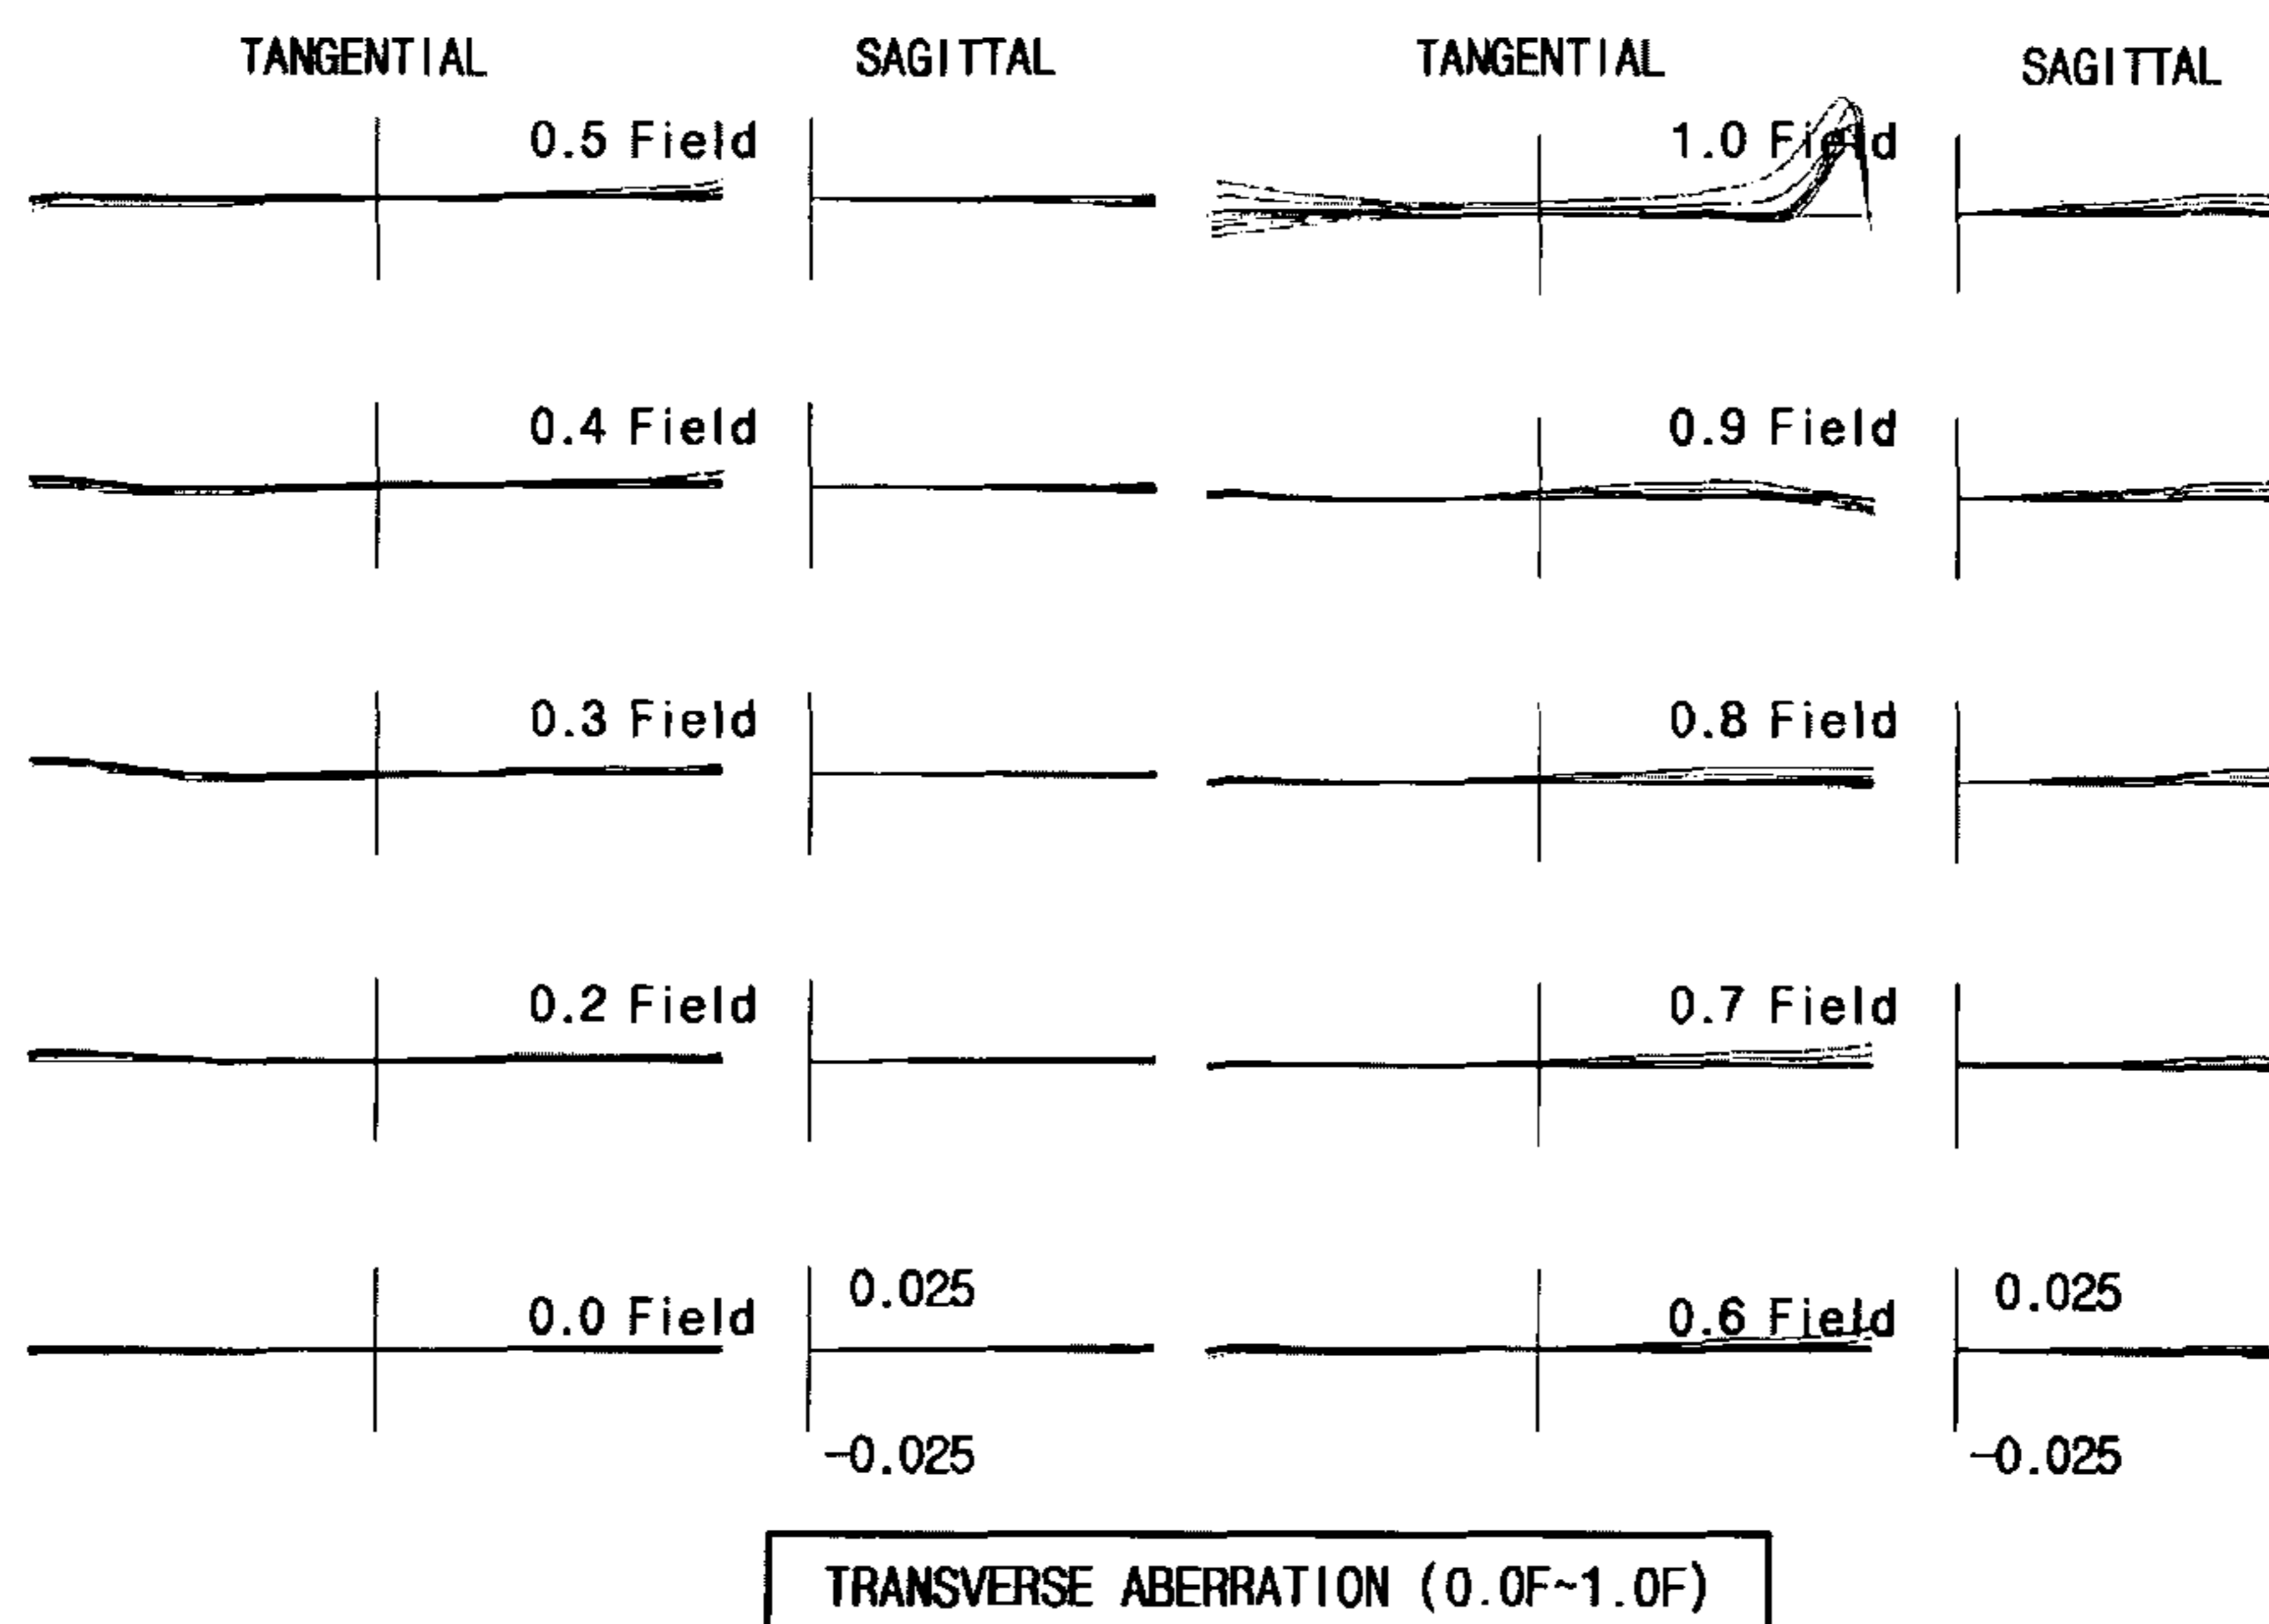 TANGENTIAL SAGITTAL TANGENTIAL SAGITTAL
0.5 Field 1.0 Field
0.4 Field 0.9 Field
0.3 Field 0.8 Field
0.2 Field 0.7 Field
0.0 Field 0.025 0.6 Field 0.025
-0.025 -0.025
TRANSVERSE ABERRATION (0.0F~1.0F)